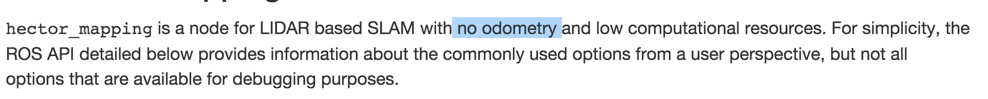 hector_mapping is a node for LIDAR based SLAM with no odometry and low computational resources. For simplicity, the
ROS API detailed below provides information about the commonly used options from a user perspective, but not all
options that are available for debugging purposes.